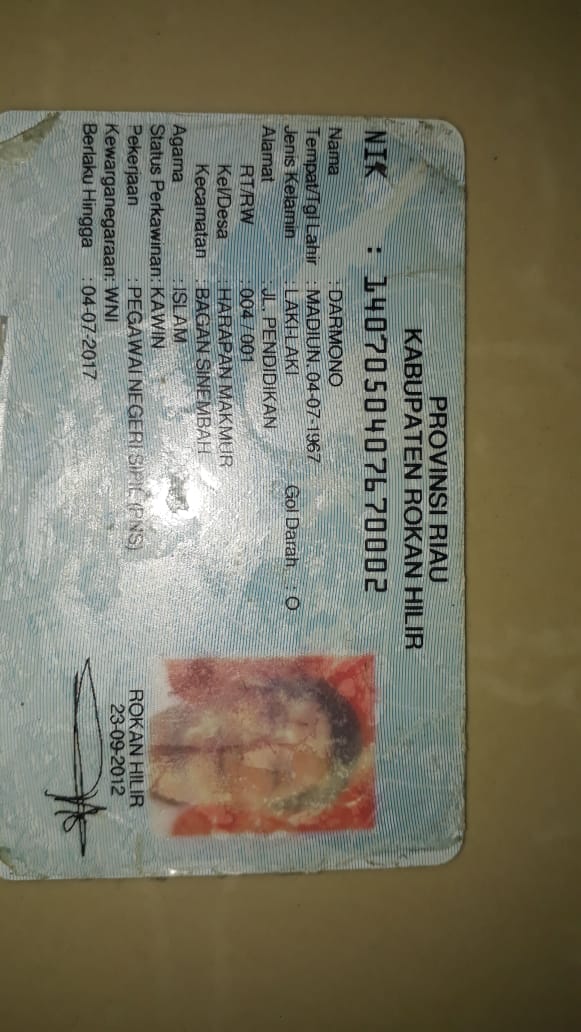 PROVINSI RIAU
KABUPATEN ROKAN HILIR
NIK : 1407050407670002
Nama : DARMONO
Tempat/Tgl Lahir : MADIUN, 04-07-1967
Jenis Kelamin : LAKI-LAKI Gol Darah : O
Alamat JL. PENDIDIKAN
RT/RW : 004 / 001
Kel/Desa : HARAPAN MAKMUR
Kecamatan : BAGAN SINEMBAH
Agama : ISLAM
Status Perkawinan: KAWIN
Pekerjaan : PEGAWAI NEGERI SIPIL (PNS)
Kewarganegaraan: WNI
Berlaku Hingga : 04-07-2017
ROKAN HILIR
23-09-2012